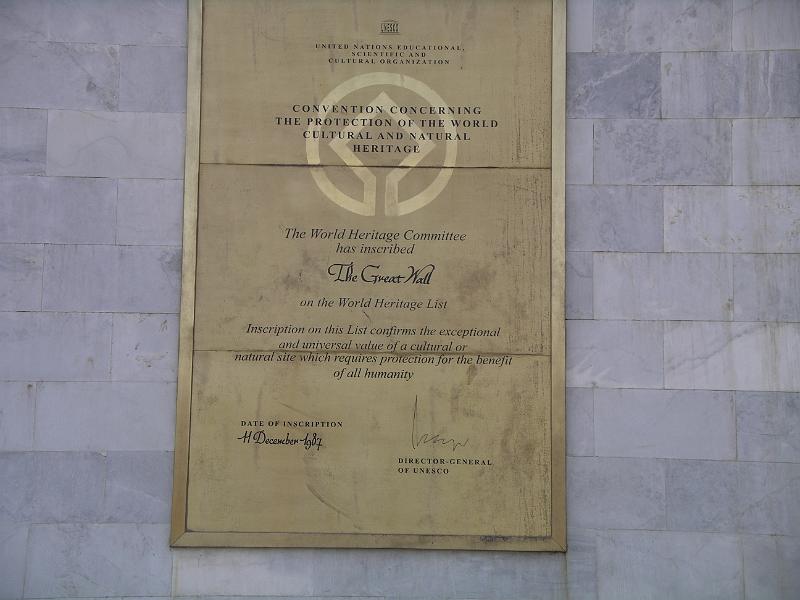 UNESCO
UNITED NATIONS EDUCATIONAL,
SCIENTIFIC AND
CULTURAL ORGANIZATION
CONVENTION CONCERNING
THE PROTECTION OF THE WORLD
CULTURAL AND NATURAL
HERITAGE
The World Heritage Committee
has inscribed
The Great Wall
on the World Heritage List
Inscription on this List confirms the exceptional
and universal value of a cultural or
natural site which requires protection for the benefit
of all humanity
DATE OF INSCRIPTION
11 December 1987
DIRECTOR-GENERAL
OF UNESCO